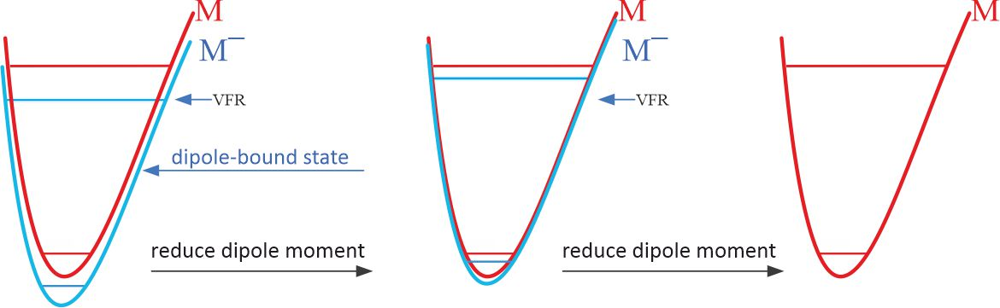 M
M⁻
VFR
dipole-bound state
reduce dipole moment
M
M⁻
VFR
reduce dipole moment
M